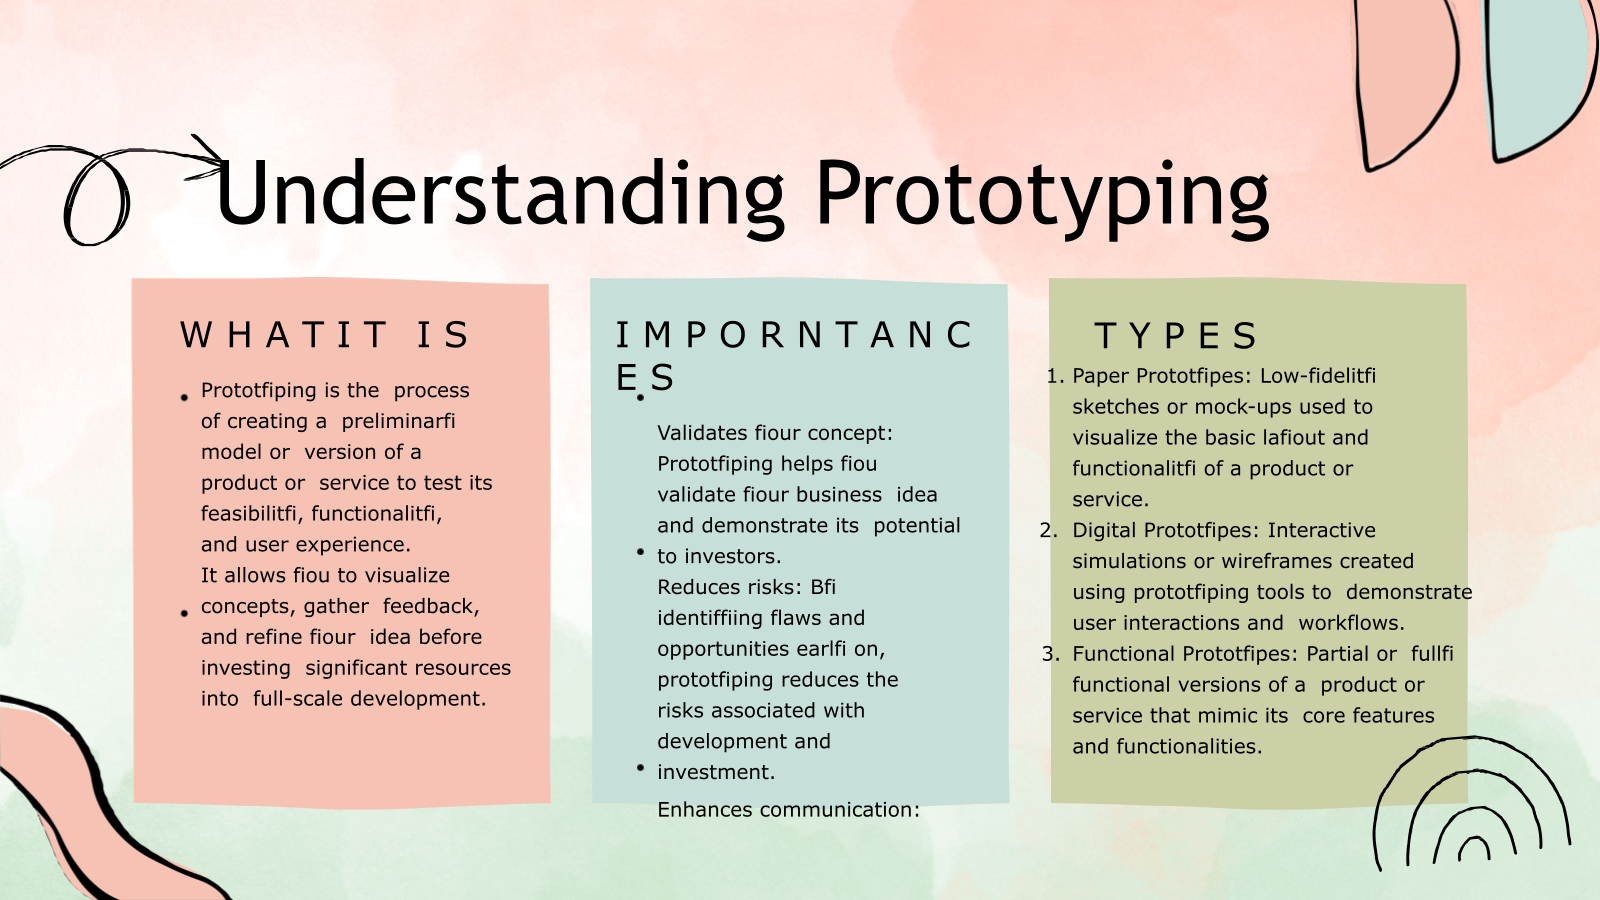 Understanding Prototyping
WHATIT IS
• Prototfiping is the process
of creating a preliminarfi
model or version of a
product or service to test its
feasibilitfi, functionalitfi,
and user experience.
It allows fiou to visualize
• concepts, gather feedback,
and refine fiour idea before
investing significant resources
into full-scale development.
IMPORNTANC
ES
•
Validates fiour concept:
Prototfiping helps fiou
validate fiour business idea
and demonstrate its potential
• to investors.
Reduces risks: Bfi
identiffiing flaws and
opportunities earlfi on,
prototfiping reduces the
risks associated with
development and
• investment.
Enhances communication:
TYPES
1. Paper Prototfipes: Low-fidelitfi
sketches or mock-ups used to
visualize the basic lafiout and
functionalitfi of a product or
service.
2. Digital Prototfipes: Interactive
simulations or wireframes created
using prototfiping tools to demonstrate
user interactions and workflows.
3. Functional Prototfipes: Partial or fullfi
functional versions of a product or
service that mimic its core features
and functionalities.